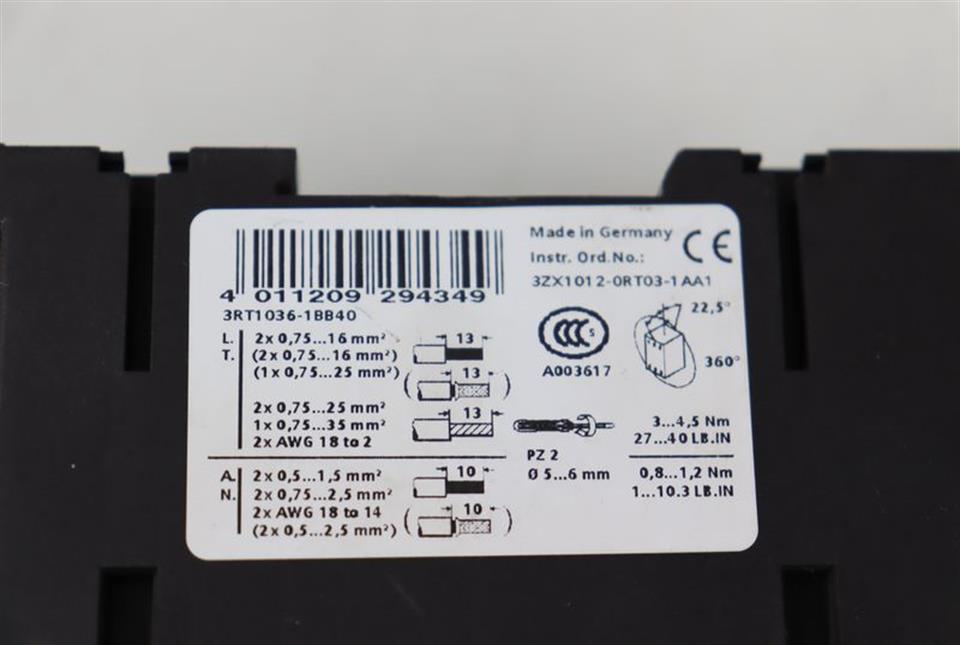 4 011209 294349
3RT1036-1BB40
Made in Germany
Instr. Ord.No.:
3ZX1012-0RT03-1AA1
CE
CCC S
A003617
22,5°
360°
L. 2x 0,75...16 mm² 13
T. (2x 0,75...16 mm²)
(1x 0,75...25 mm²) ( 13 )
2x 0,75...25 mm²
1x 0,75...35 mm² 13
2x AWG 18 to 2
3...4,5 Nm
27...40 LB.IN
PZ 2
Ø 5...6 mm
A. 2x 0,5...1,5 mm² 10
N. 2x 0,75...2,5 mm²
2x AWG 18 to 14
(2x 0,5...2,5 mm²) ( 10 )
0,8...1,2 Nm
1...10.3 LB.IN